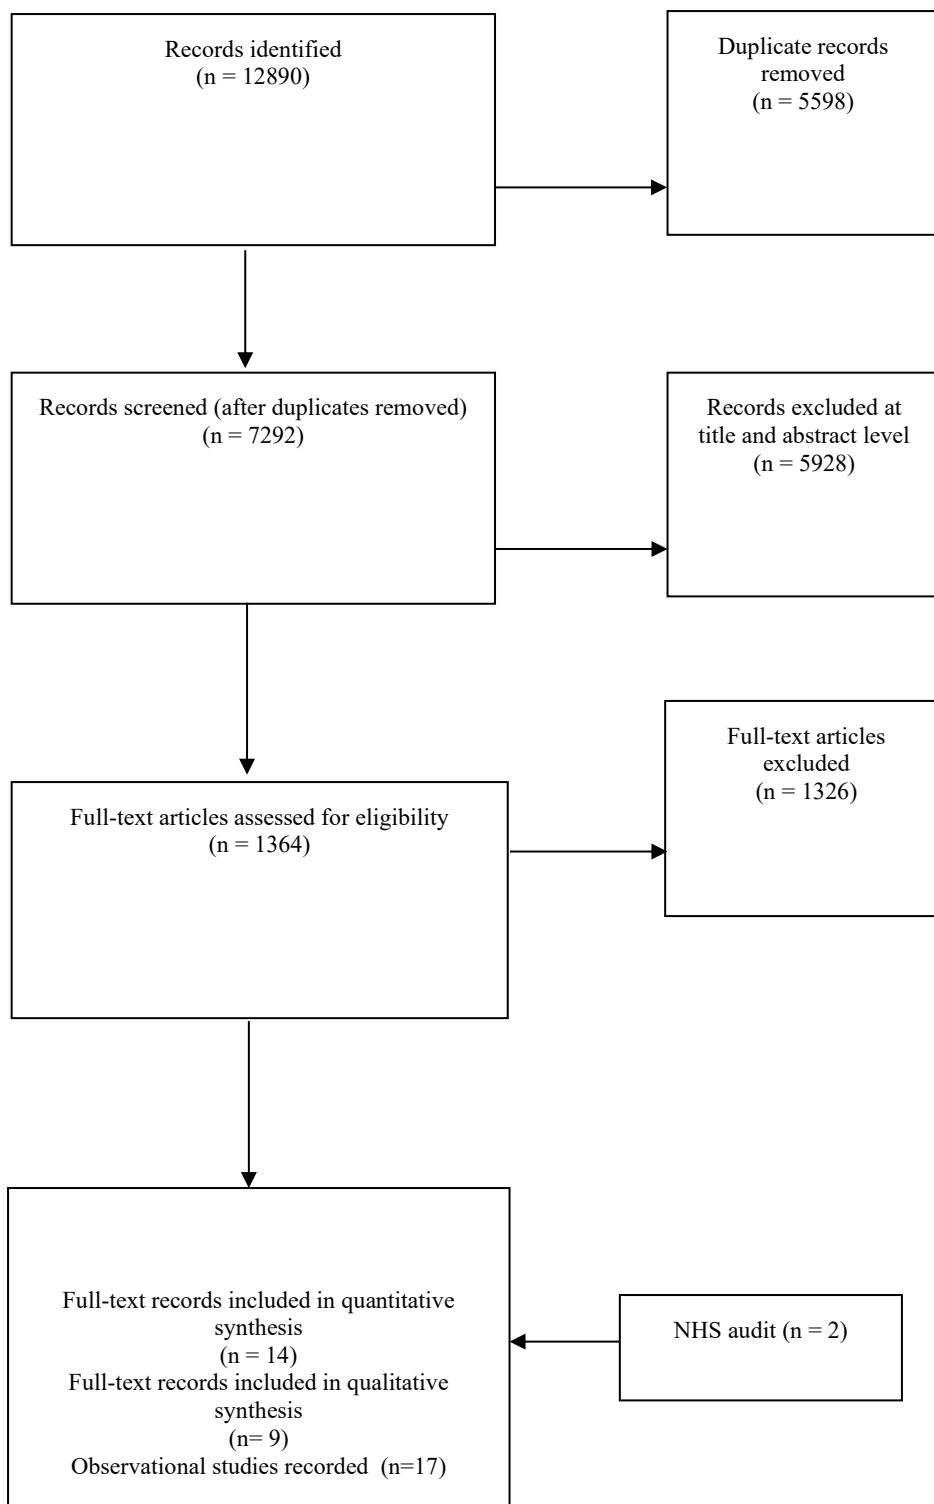 Records identified
(n = 12890)
Duplicate records
removed
(n = 5598)
Records screened (after duplicates removed)
(n = 7292)
Records excluded at
title and abstract level
(n = 5928)
Full-text articles assessed for eligibility
(n = 1364)
Full-text articles
excluded
(n = 1326)
Full-text records included in quantitative
synthesis
(n = 14)
Full-text records included in qualitative
synthesis
(n= 9)
Observational studies recorded (n=17)
NHS audit (n = 2)